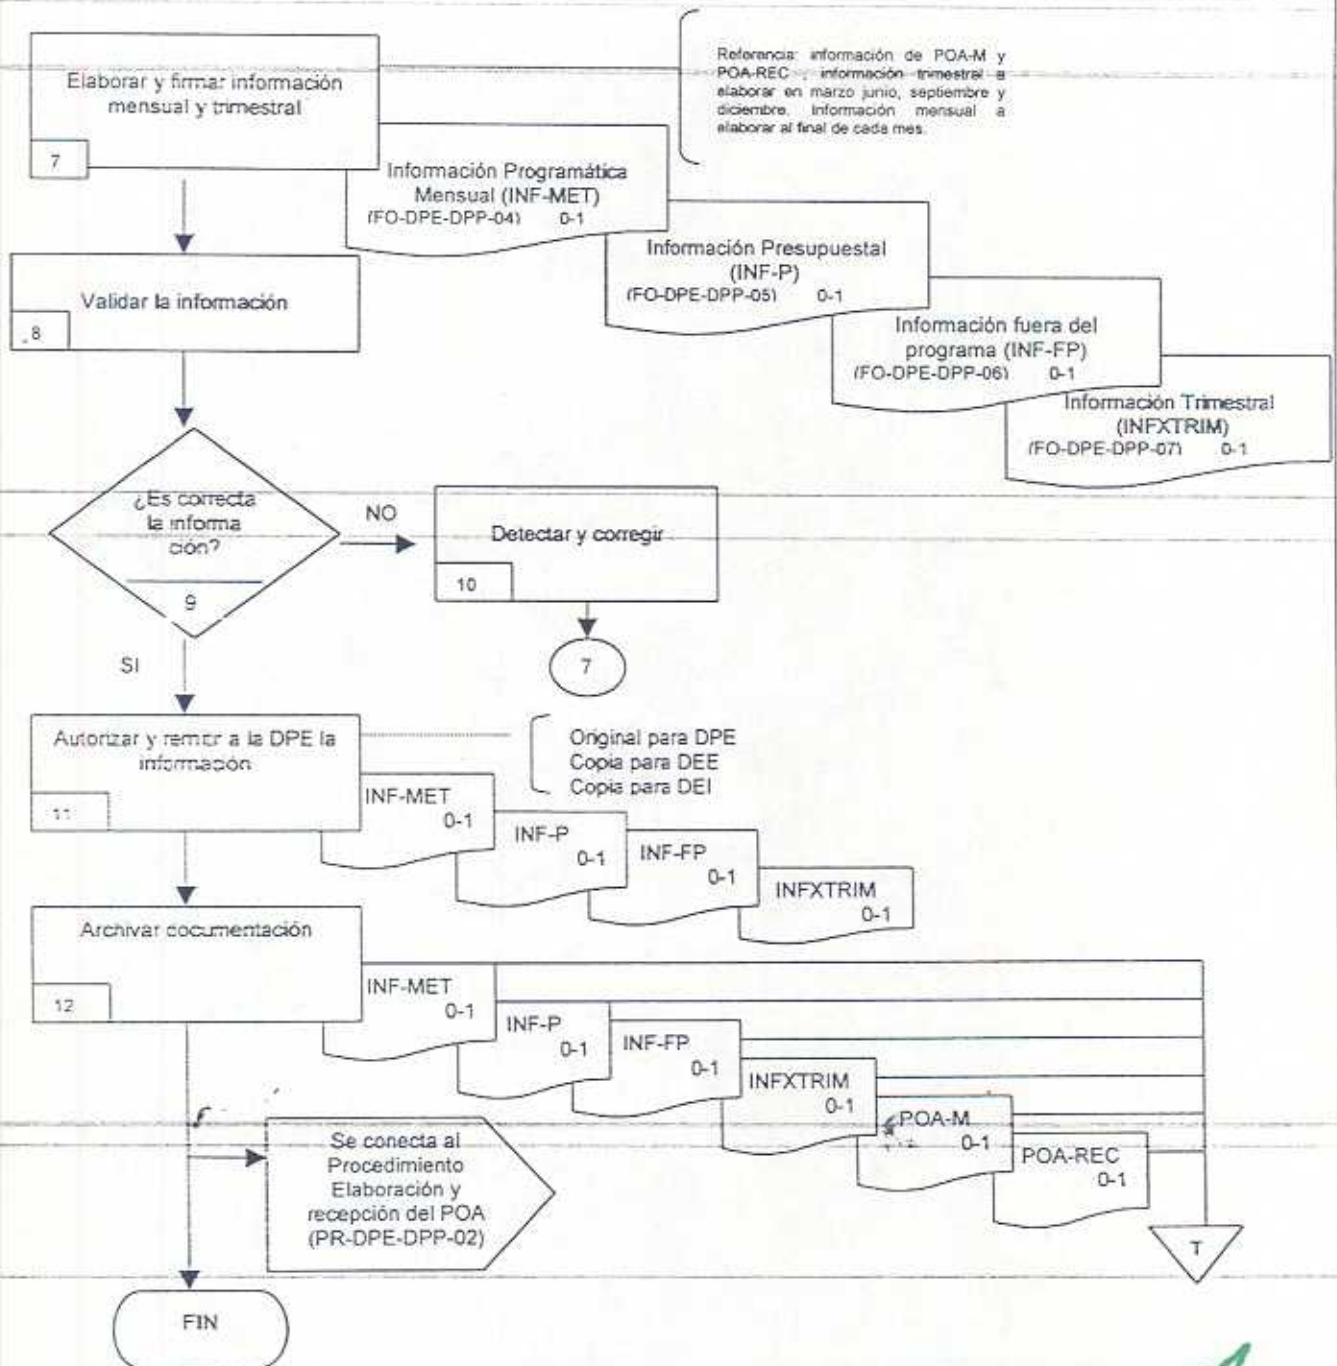 Elaborar y firmar información
mensual y trimestral
7
Referencia: información de POA-M y
POA-REC , información trimestral a
elaborar en marzo junio, septiembre y
diciembre. Información mensual a
elaborar al final de cada mes.
Información Programática
Mensual (INF-MET)
(FO-DPE-DPP-04) 0-1
Información Presupuestal
(INF-P)
(FO-DPE-DPP-05) 0-1
Información fuera del
programa (INF-FP)
(FO-DPE-DPP-06) 0-1
Información Trimestral
(INFXTRIM)
(FO-DPE-DPP-07) 0-1
Validar la información
8
¿Es correcta
la informa
ción?
9
NO
Detectar y corregir
10
7
SI
Autorizar y remitir a la DPE la
información
11
Original para DPE
Copia para DEE
Copia para DEI
INF-MET
0-1
INF-P
0-1
INF-FP
0-1
INFXTRIM
0-1
Archivar documentación
12
INF-MET
0-1
INF-P
0-1
INF-FP
0-1
INFXTRIM
0-1
POA-M
0-1
POA-REC
0-1
T
Se conecta al
Procedimiento
Elaboración y
recepción del POA
(PR-DPE-DPP-02)
FIN